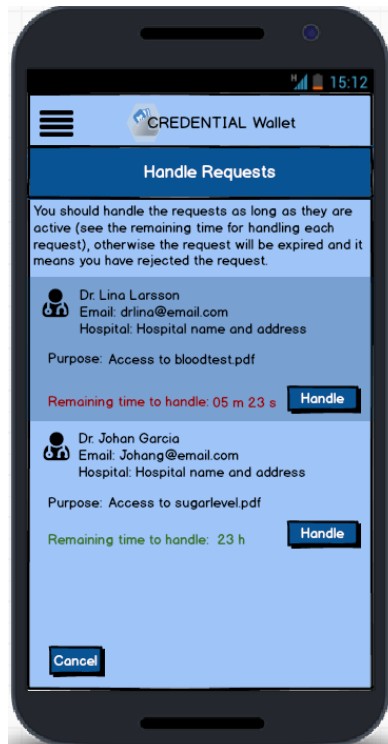 H 15:12
CREDENTIAL Wallet
Handle Requests
You should handle the requests as long as they are
active (see the remaining time for handling each
request), otherwise the request will be expired and it
means you have rejected the request.
Dr. Lina Larsson
Email: drlina@email.com
Hospital: Hospital name and address
Purpose: Access to bloodtest.pdf
Remaining time to handle: 05 m 23 s
Handle
Dr. Johan Garcia
Email: Johang@email.com
Hospital: Hospital name and address
Purpose: Access to sugarlevel.pdf
Remaining time to handle: 23 h
Handle
Cancel